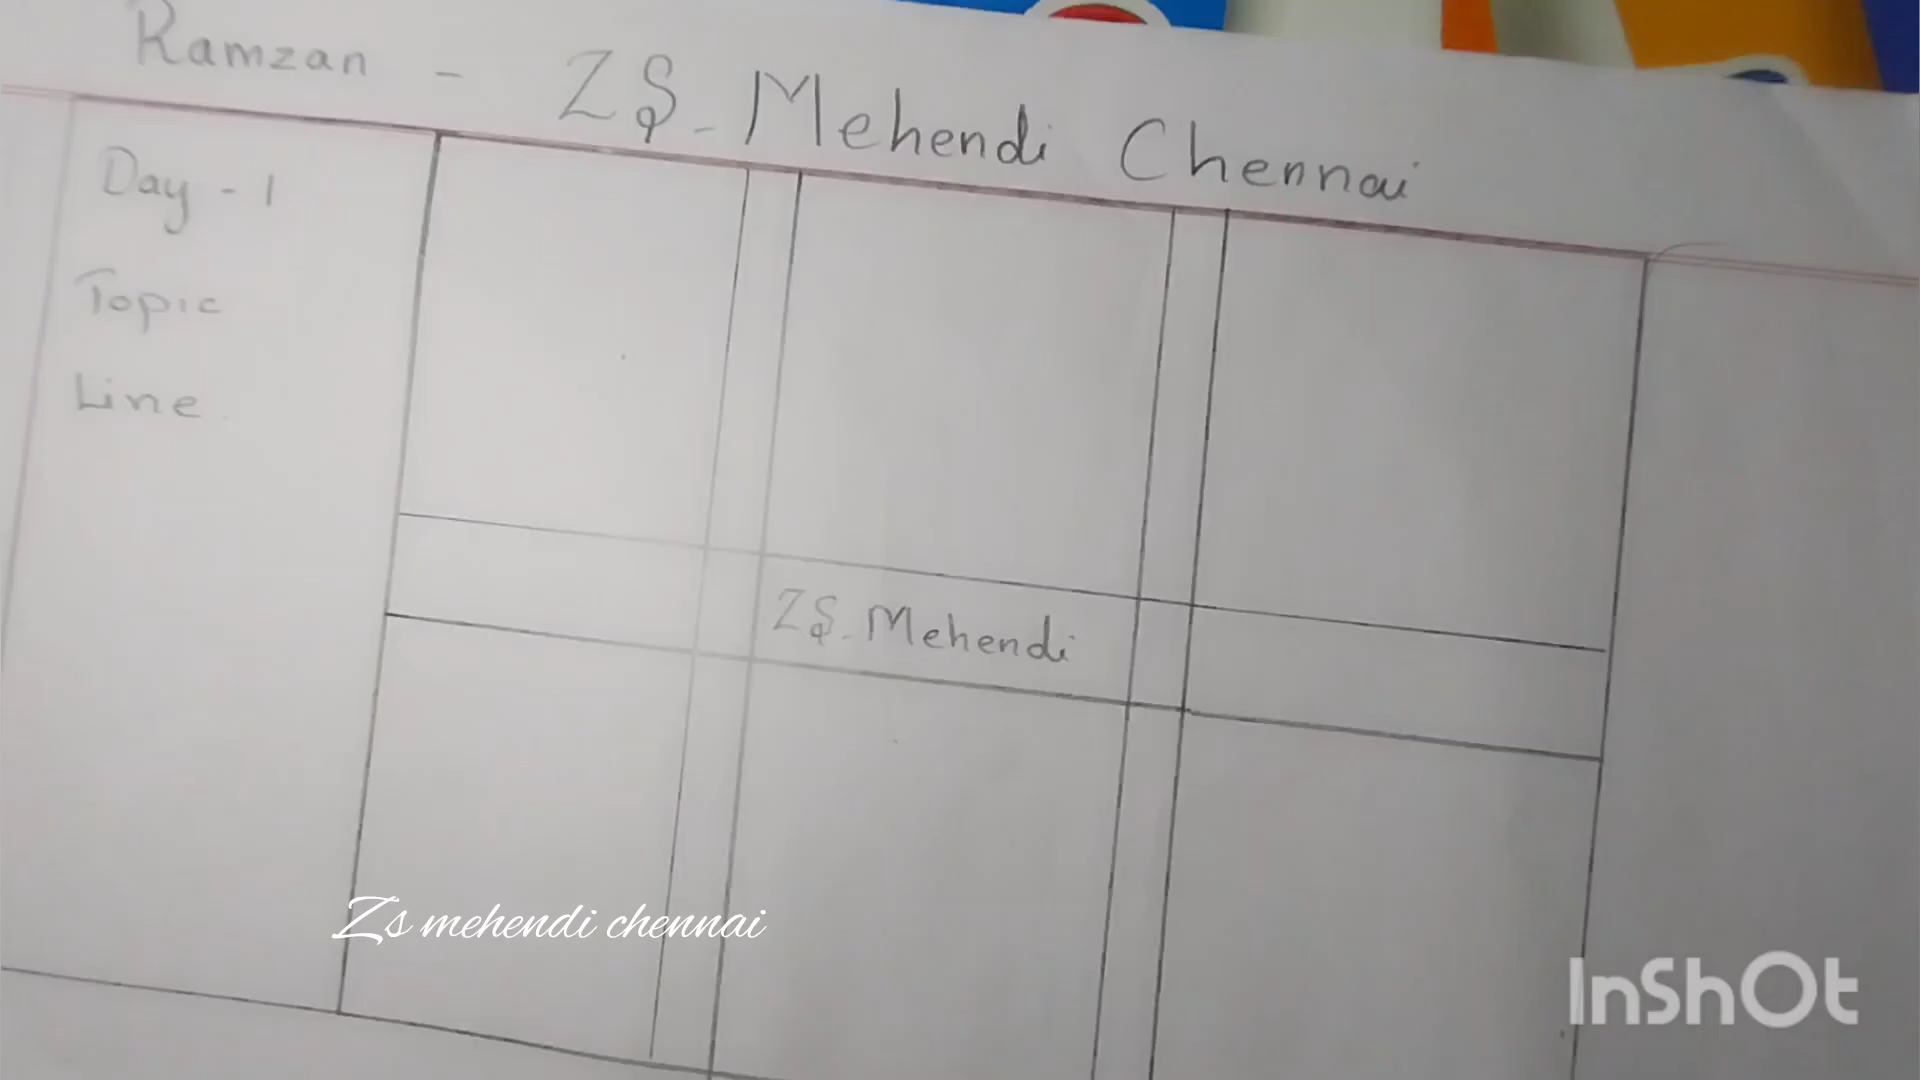 Ramzan - ZS - Mehendi Chennai
Day - 1
Topic
Line.
ZS. Mehendi
Zs mehendi chennai
InShOt